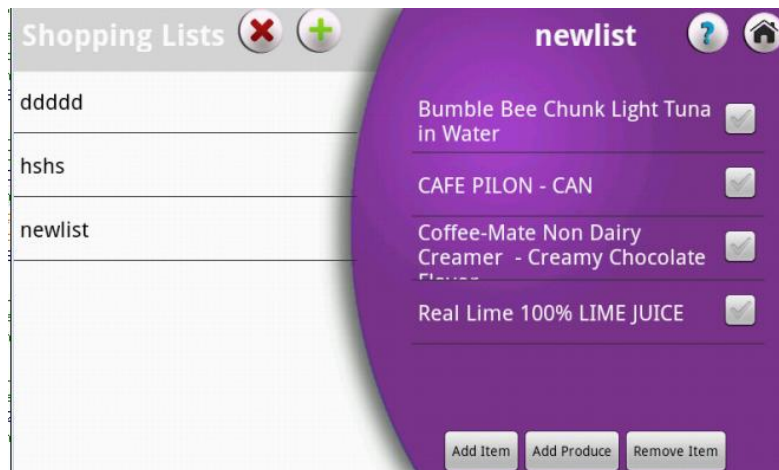 Shopping Lists
ddddd
hshs
newlist
newlist
?
Bumble Bee Chunk Light Tuna
in Water
CAFE PILON - CAN
Coffee-Mate Non Dairy
Creamer  - Creamy Chocolate
Real Lime 100% LIME JUICE
Add Item
Add Produce
Remove Item